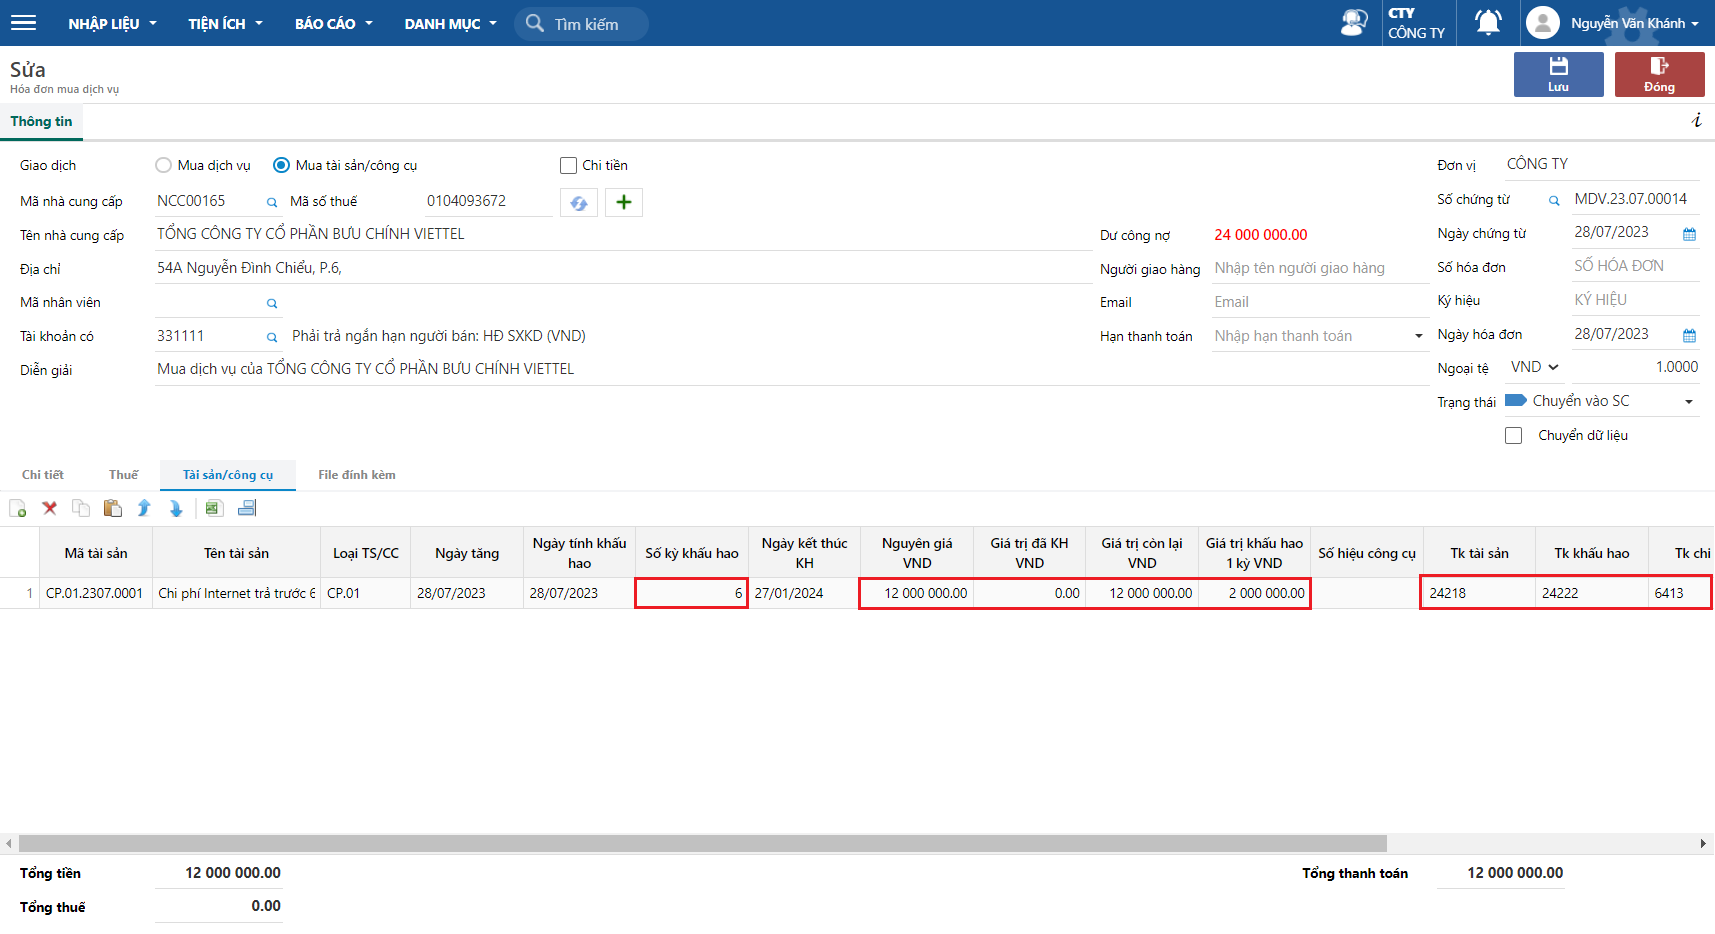 NHẬP LIỆU TIỆN ÍCH BÁO CÁO DANH MỤC Tìm kiếm CTY CÔNG TY Nguyễn Văn Khánh
Sửa
Hóa đơn mua dịch vụ
Lưu Đóng
Thông tin i
Giao dịch Mua dịch vụ Mua tài sản/công cụ Chi tiền Đơn vị CÔNG TY
Mã nhà cung cấp NCC00165 Mã số thuế 0104093672 Số chứng từ MDV.23.07.00014
Tên nhà cung cấp TỔNG CÔNG TY CỔ PHẦN BƯU CHÍNH VIETTEL Dư công nợ 24 000 000.00 Ngày chứng từ 28/07/2023
Địa chỉ 54A Nguyễn Đình Chiểu, P.6, Người giao hàng Nhập tên người giao hàng Số hóa đơn SỐ HÓA ĐƠN
Mã nhân viên Email Email Ký hiệu KÝ HIỆU
Tài khoản có 331111 Phải trả ngắn hạn người bán: HĐ SXKD (VND) Hạn thanh toán Nhập hạn thanh toán Ngày hóa đơn 28/07/2023
Diễn giải Mua dịch vụ của TỔNG CÔNG TY CỔ PHẦN BƯU CHÍNH VIETTEL Ngoại tệ VND 1.0000
Trạng thái Chuyển vào SC
Chuyển dữ liệu
Chi tiết Thuế Tài sản/công cụ File đính kèm
Mã tài sản Tên tài sản Loại TS/CC Ngày tăng Ngày tính khấu hao Số kỳ khấu hao Ngày kết thúc KH Nguyên giá VND Giá trị đã KH VND Giá trị còn lại VND Giá trị khấu hao 1 kỳ VND Số hiệu công cụ Tk tài sản Tk khấu hao Tk chi
1 CP.01.2307.0001 Chi phí Internet trả trước 6 CP.01 28/07/2023 28/07/2023 6 27/01/2024 12 000 000.00 0.00 12 000 000.00 2 000 000.00 24218 24222 6413
Tổng tiền 12 000 000.00 Tổng thanh toán 12 000 000.00
Tổng thuế 0.00